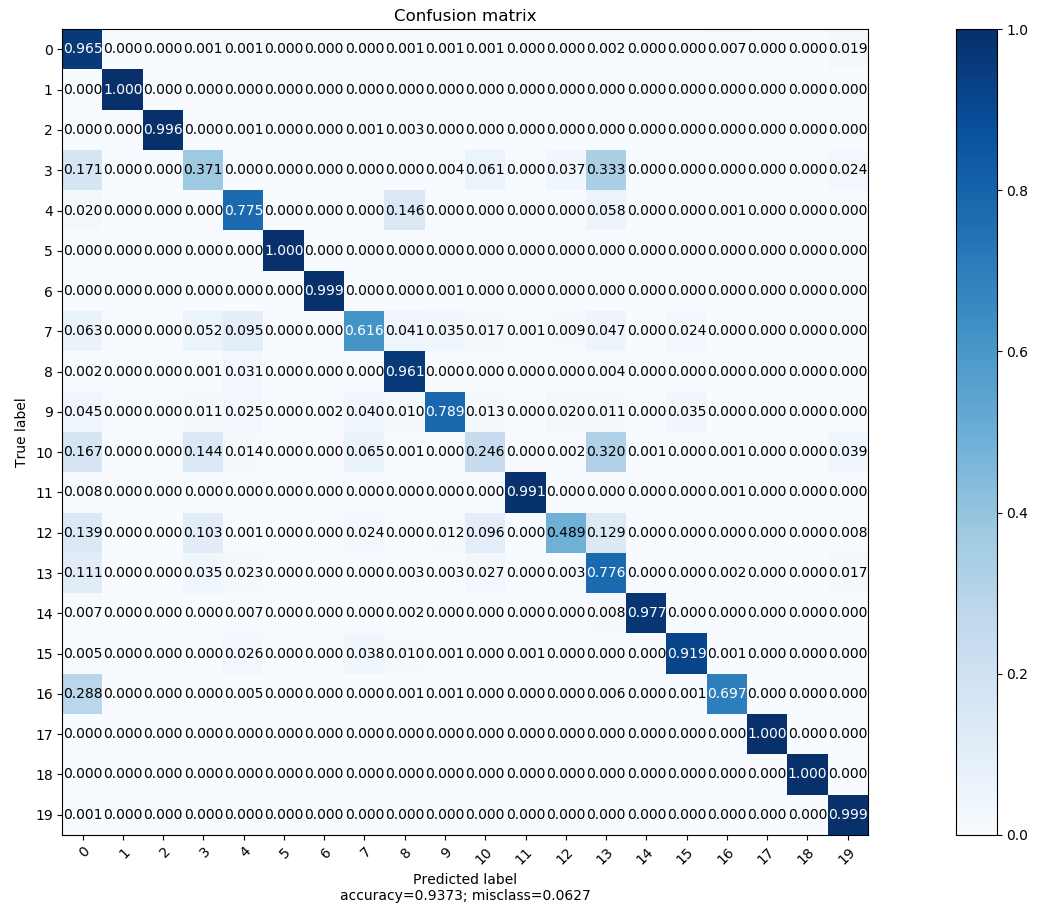 Confusion matrix
0 0.965 0.000 0.000 0.001 0.001 0.000 0.000 0.000 0.001 0.001 0.001 0.000 0.000 0.002 0.000 0.000 0.007 0.000 0.000 0.019 1.0
1 0.000 1.000 0.000 0.000 0.000 0.000 0.000 0.000 0.000 0.000 0.000 0.000 0.000 0.000 0.000 0.000 0.000 0.000 0.000 0.000
2 0.000 0.000 0.996 0.000 0.001 0.000 0.000 0.001 0.003 0.000 0.000 0.000 0.000 0.000 0.000 0.000 0.000 0.000 0.000 0.000
3 0.171 0.000 0.000 0.371 0.000 0.000 0.000 0.000 0.000 0.004 0.061 0.000 0.037 0.333 0.000 0.000 0.000 0.000 0.000 0.024
0.8
4 0.020 0.000 0.000 0.000 0.775 0.000 0.000 0.000 0.146 0.000 0.000 0.000 0.000 0.058 0.000 0.000 0.001 0.000 0.000 0.000
5 0.000 0.000 0.000 0.000 0.000 1.000 0.000 0.000 0.000 0.000 0.000 0.000 0.000 0.000 0.000 0.000 0.000 0.000 0.000 0.000
6 0.000 0.000 0.000 0.000 0.000 0.000 0.999 0.000 0.000 0.001 0.000 0.000 0.000 0.000 0.000 0.000 0.000 0.000 0.000 0.000
7 0.063 0.000 0.000 0.052 0.095 0.000 0.000 0.616 0.041 0.035 0.017 0.001 0.009 0.047 0.000 0.024 0.000 0.000 0.000 0.000
0.6
8 0.002 0.000 0.000 0.001 0.031 0.000 0.000 0.000 0.961 0.000 0.000 0.000 0.000 0.004 0.000 0.000 0.000 0.000 0.000 0.000
9 0.045 0.000 0.000 0.011 0.025 0.000 0.002 0.040 0.010 0.789 0.013 0.000 0.020 0.011 0.000 0.035 0.000 0.000 0.000 0.000
True label
10 0.167 0.000 0.000 0.144 0.014 0.000 0.000 0.065 0.001 0.000 0.246 0.000 0.002 0.320 0.001 0.000 0.001 0.000 0.000 0.039
11 0.008 0.000 0.000 0.000 0.000 0.000 0.000 0.000 0.000 0.000 0.000 0.991 0.000 0.000 0.000 0.000 0.001 0.000 0.000 0.000
0.4
12 0.139 0.000 0.000 0.103 0.001 0.000 0.000 0.024 0.000 0.012 0.096 0.000 0.489 0.129 0.000 0.000 0.000 0.000 0.000 0.008
13 0.111 0.000 0.000 0.035 0.023 0.000 0.000 0.000 0.003 0.003 0.027 0.000 0.003 0.776 0.000 0.000 0.002 0.000 0.000 0.017
14 0.007 0.000 0.000 0.000 0.007 0.000 0.000 0.000 0.002 0.000 0.000 0.000 0.000 0.008 0.977 0.000 0.000 0.000 0.000 0.000
15 0.005 0.000 0.000 0.000 0.026 0.000 0.000 0.038 0.010 0.001 0.000 0.001 0.000 0.000 0.000 0.919 0.001 0.000 0.000 0.000
0.2
16 0.288 0.000 0.000 0.000 0.005 0.000 0.000 0.000 0.001 0.001 0.000 0.000 0.000 0.006 0.000 0.001 0.697 0.000 0.000 0.000
17 0.000 0.000 0.000 0.000 0.000 0.000 0.000 0.000 0.000 0.000 0.000 0.000 0.000 0.000 0.000 0.000 0.000 1.000 0.000 0.000
18 0.000 0.000 0.000 0.000 0.000 0.000 0.000 0.000 0.000 0.000 0.000 0.000 0.000 0.000 0.000 0.000 0.000 0.000 1.000 0.000
19 0.001 0.000 0.000 0.000 0.000 0.000 0.000 0.000 0.000 0.000 0.000 0.000 0.000 0.000 0.000 0.000 0.000 0.000 0.000 0.999
0.0
0 1 2 3 4 5 6 7 8 9 10 11 12 13 14 15 16 17 18 19
Predicted label
accuracy=0.9373; misclass=0.0627